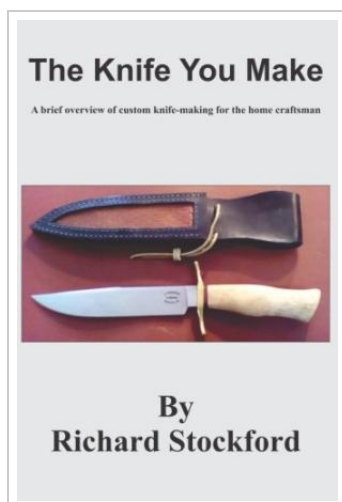 The Knife You Make
A brief overview of custom knife-making for the home craftsman
By
Richard Stockford